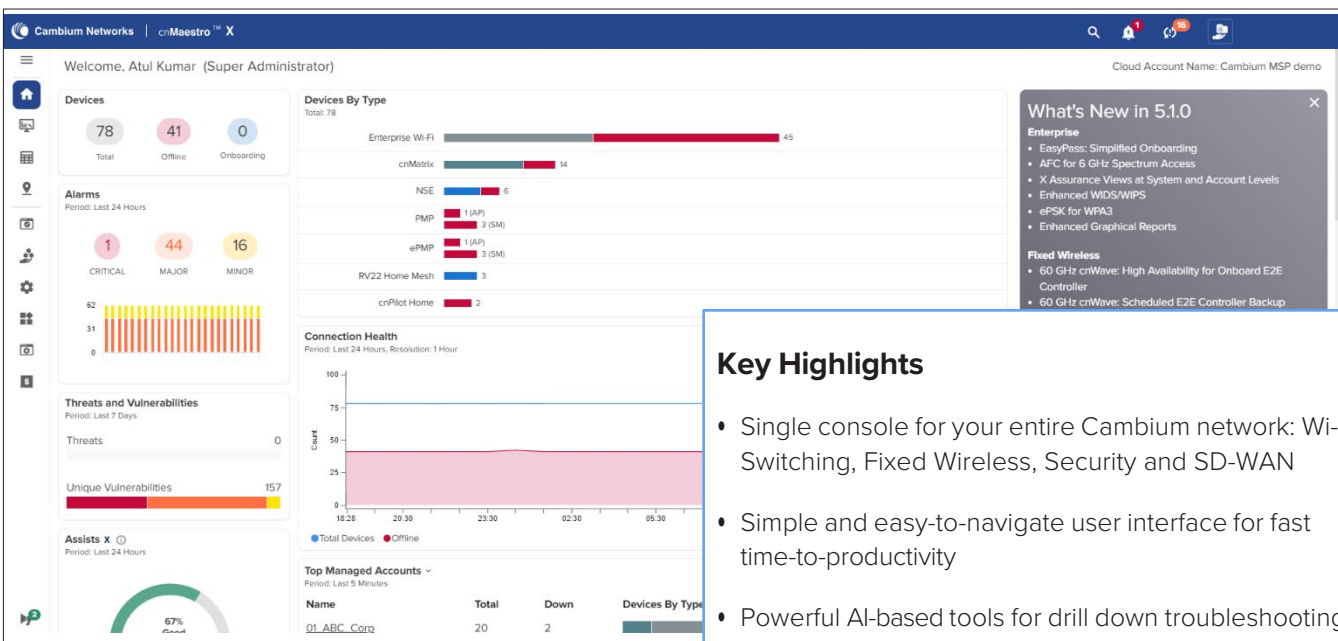 Cambium Networks | cnMaestro™ X
1
16
Welcome, Atul Kumar (Super Administrator)
Cloud Account Name: Cambium MSP demo
Devices
78
41
0
Total
Offline
Onboarding
Alarms
Period: Last 24 Hours
1
44
16
CRITICAL
MAJOR
MINOR
62
31
0
Threats and Vulnerabilities
Period: Last 7 Days
Threats 0
Unique Vulnerabilities 157
Assists X
Period: Last 24 Hours
67%
Good
2
Devices By Type
Total: 78
Enterprise Wi-Fi 45
cnMatrix 14
NSE 6
PMP 1 (AP)
3 (SM)
ePMP 1 (AP)
3 (SM)
RV22 Home Mesh 3
cnPilot Home 2
Connection Health
Period: Last 24 Hours, Resolution: 1 Hour
100
75
50
25
0
Count
18:28 20:30 23:30 02:30 05:30
Total Devices Offline
Top Managed Accounts
Period: Last 5 Minutes
Name Total Down Devices By Type
01_ABC_Corp 20 2
What's New in 5.1.0
Enterprise
• EasyPass: Simplified Onboarding
• AFC for 6 GHz Spectrum Access
• X Assurance Views at System and Account Levels
• Enhanced WIDS/WIPS
• ePSK for WPA3
• Enhanced Graphical Reports
Fixed Wireless
• 60 GHz cnWave: High Availability for Onboard E2E
Controller
• 60 GHz cnWave: Scheduled E2E Controller Backup
Key Highlights
• Single console for your entire Cambium network: Wi-
Switching, Fixed Wireless, Security and SD-WAN
• Simple and easy-to-navigate user interface for fast
time-to-productivity
• Powerful AI-based tools for drill down troubleshooting